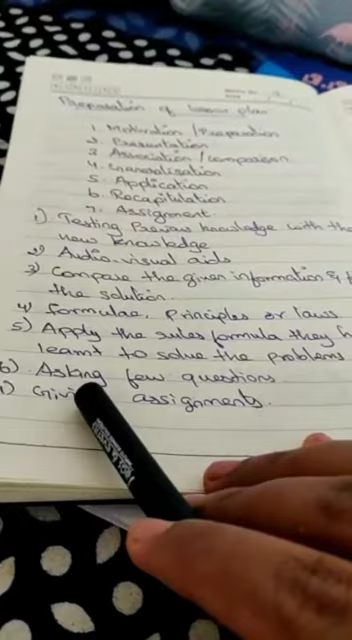 Preparation of lesson plan
1. Motivation / Preparation
2. Presentation
3. Association / comparison
4. Generalisation
5. Application
6. Recapitulation
7. Assignment
1) Testing Previous knowledge with the
new knowledge
2) Audio-visual aids
3) Compare the given information &
the solution.
4) Formulae, principles or laws
5) Apply the rules formula they
learnt to solve the problems
6) Asking few questions
7) assignments.